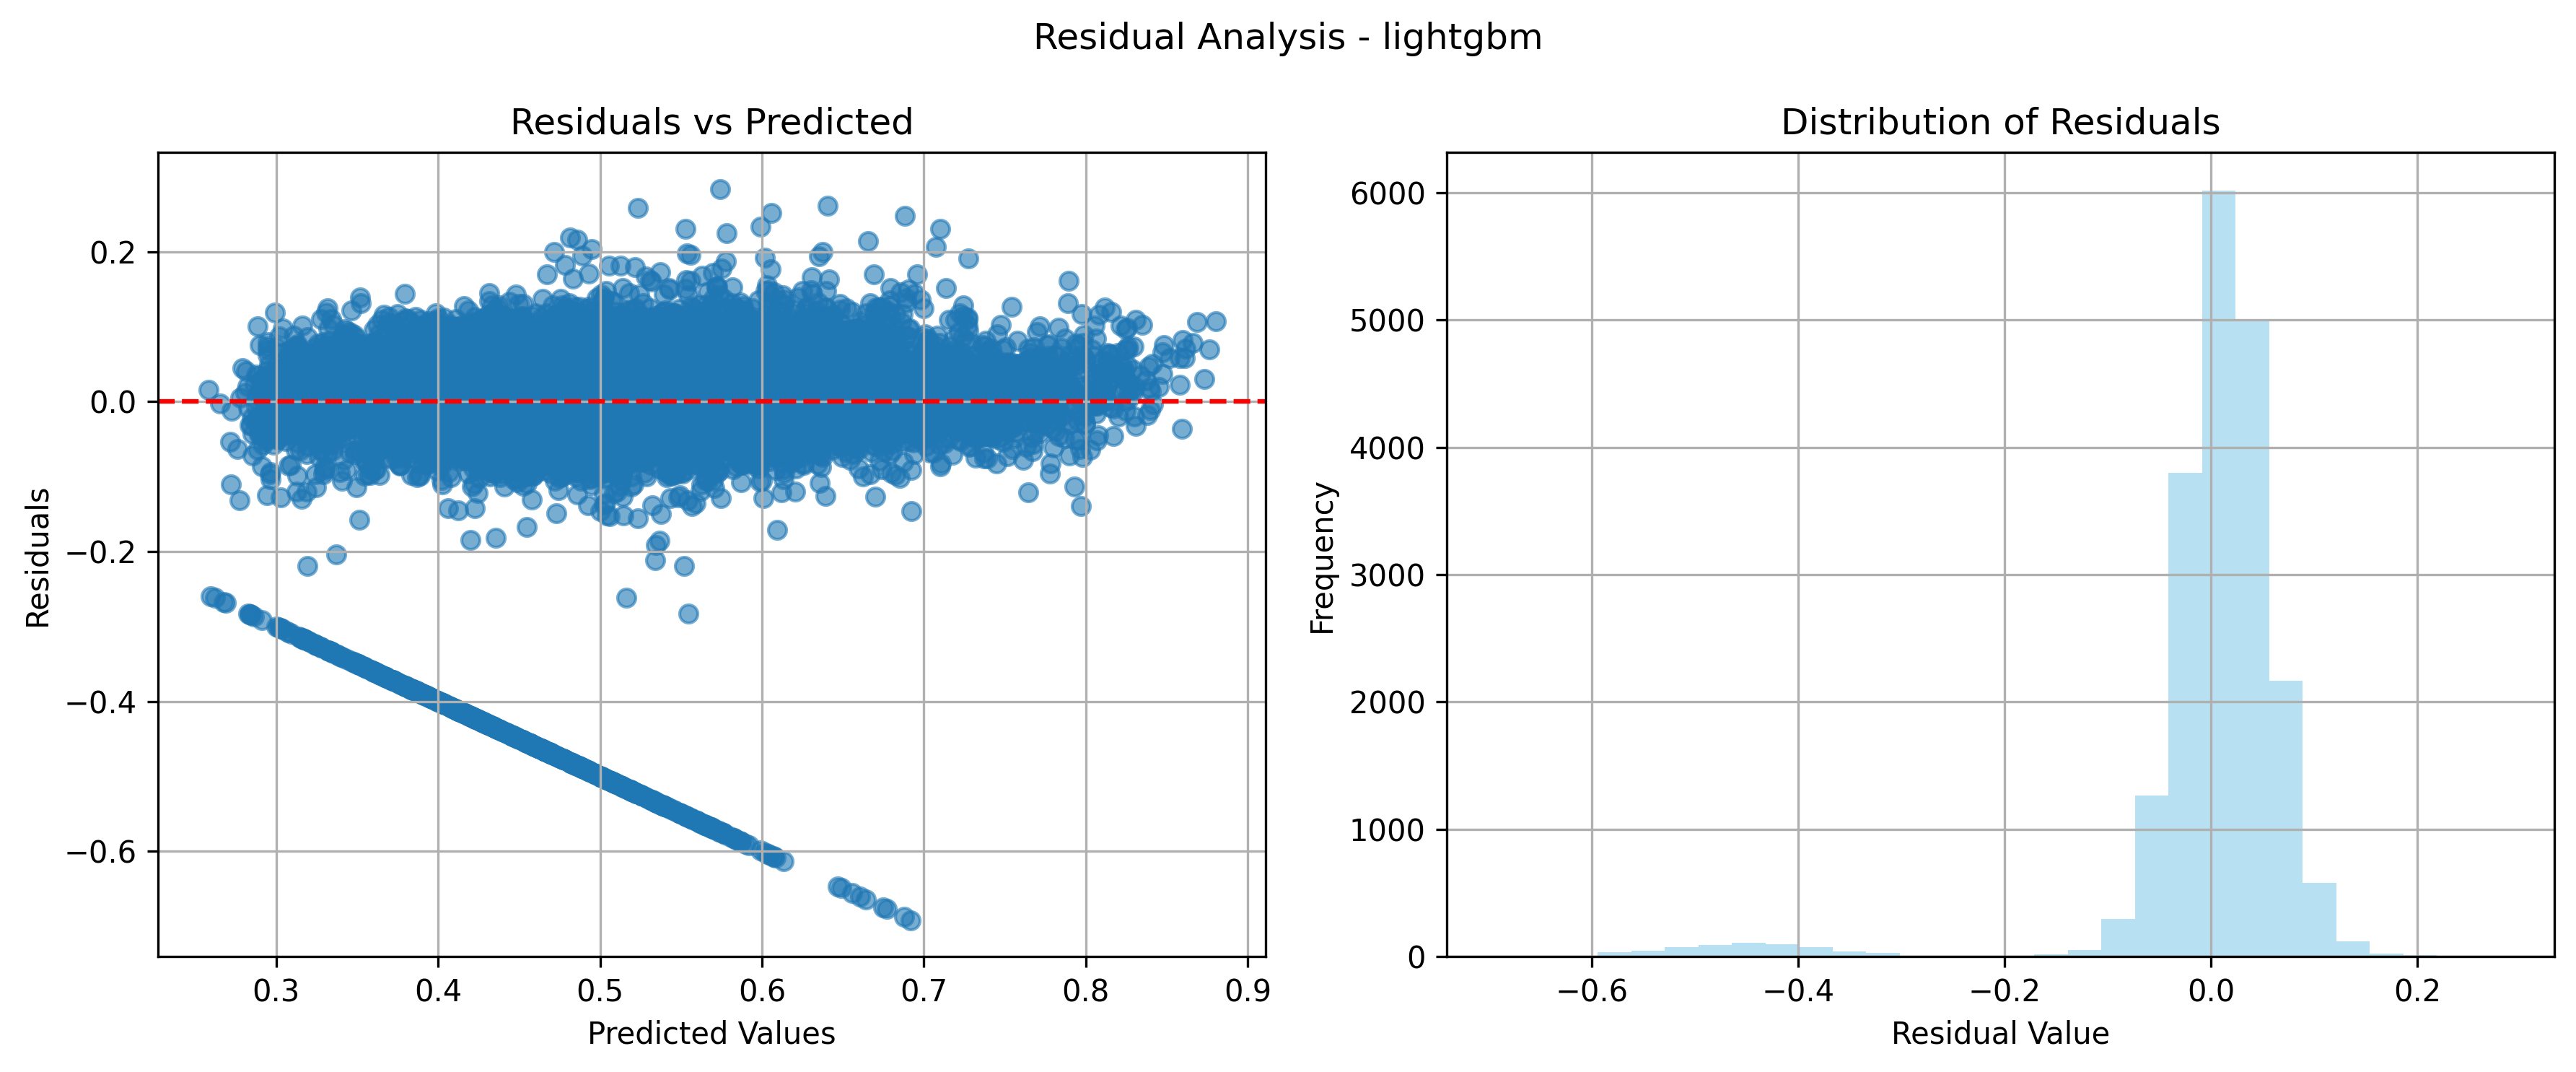 Residual Analysis - lightgbm
Residuals vs Predicted
Residuals
0.2
0.0
−0.2
−0.4
−0.6
0.3 0.4 0.5 0.6 0.7 0.8 0.9
Predicted Values
Distribution of Residuals
Frequency
6000
5000
4000
3000
2000
1000
0
−0.6 −0.4 −0.2 0.0 0.2
Residual Value